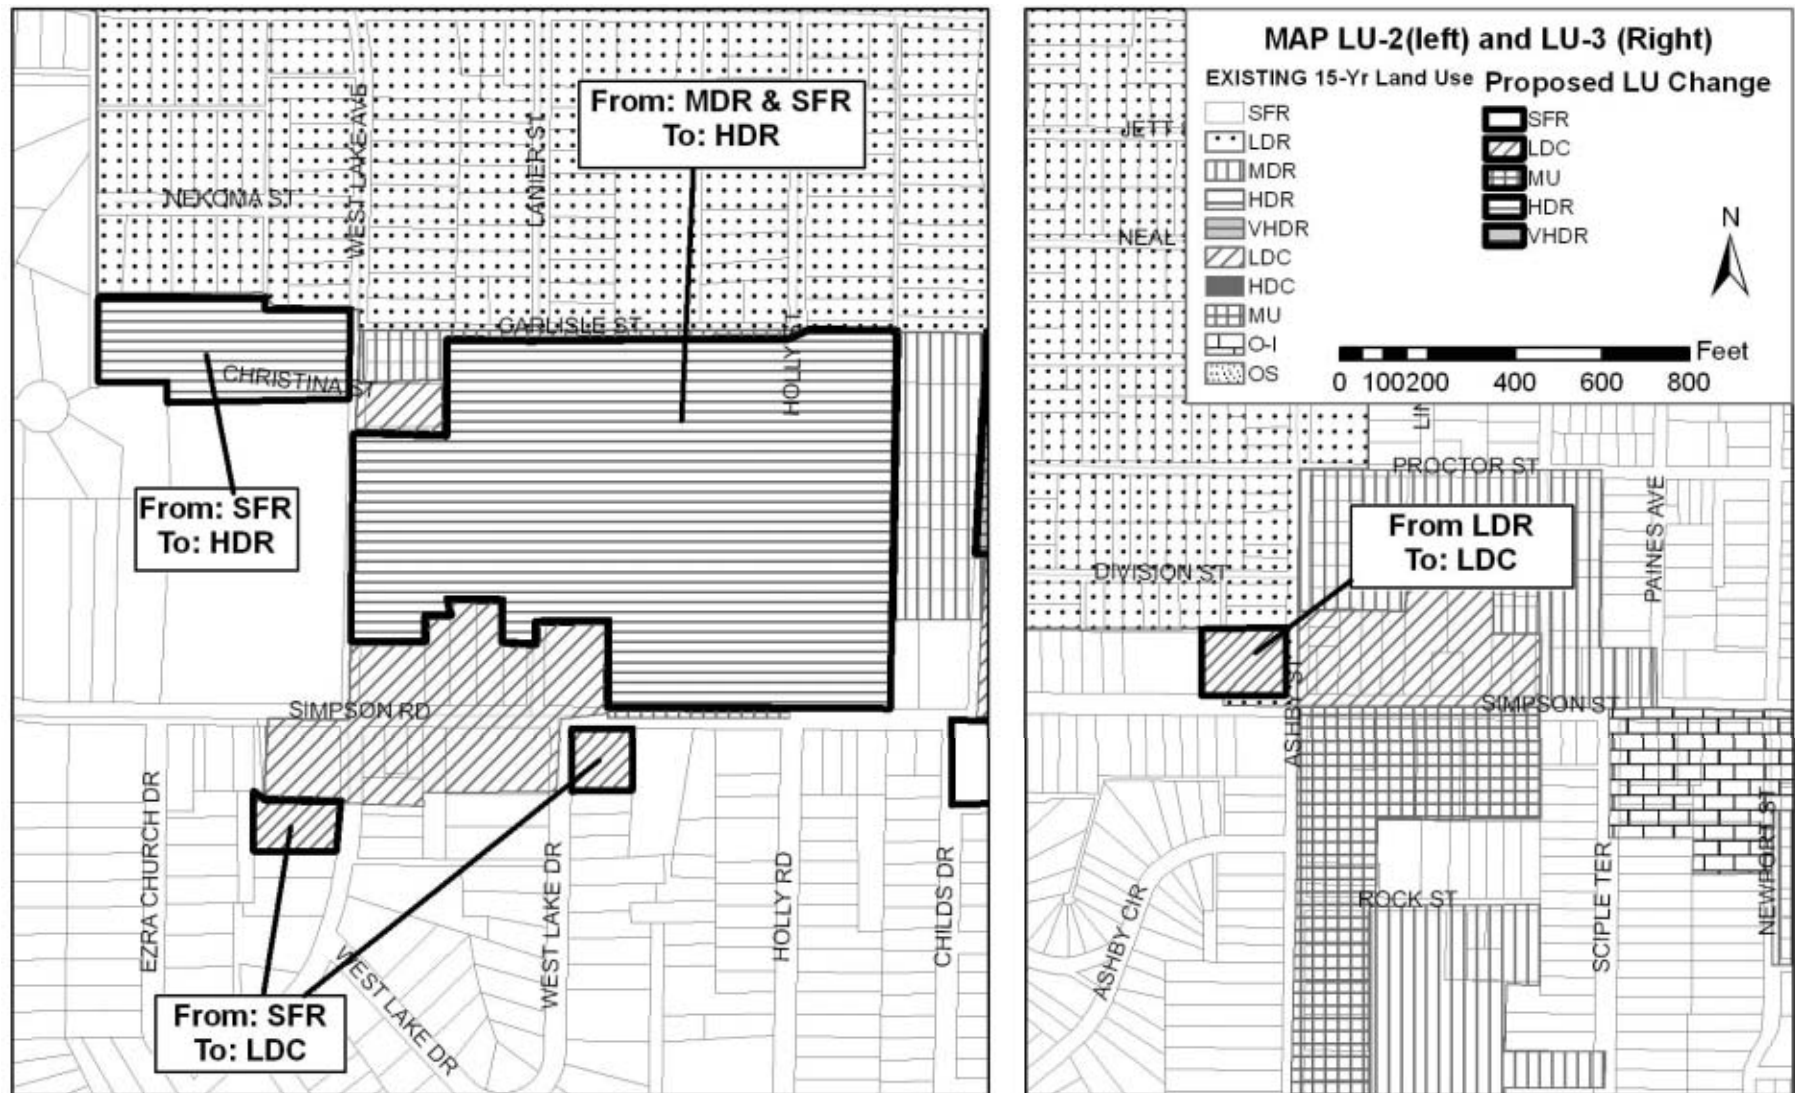 From: MDR & SFR
To: HDR
WEST LAKE AVE
LANIER ST
NEKOMA ST
CARLISLE ST
HOLLY ST
CHRISTINA ST
From: SFR
To: HDR
SIMPSON RD
EZRA CHURCH DR
WEST LAKE DR
WEST LAKE DR
HOLLY RD
CHILDS DR
From: SFR
To: LDC
MAP LU-2(left) and LU-3 (Right)
EXISTING 15-Yr Land Use
SFR
LDR
MDR
HDR
VHDR
LDC
HDC
MU
O-I
OS
Proposed LU Change
SFR
LDC
MU
HDR
VHDR
N
Feet
0 100 200 400 600 800
JETT
NEAL
LIN
PROCTOR ST
PAINES AVE
From LDR
To: LDC
DIVISION ST
ASHBY ST
SIMPSON ST
ASHBY CIR
ROCK ST
SCIPLE TER
NEWPORT ST